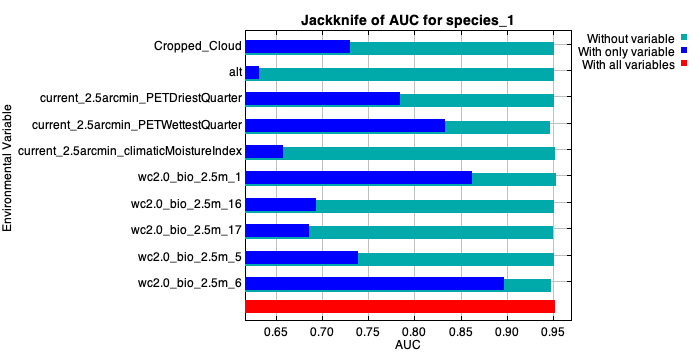 Jackknife of AUC for species_1
Without variable
With only variable
With all variables
Environmental Variable
Cropped_Cloud
alt
current_2.5arcmin_PETDriestQuarter
current_2.5arcmin_PETWettestQuarter
current_2.5arcmin_climaticMoistureIndex
wc2.0_bio_2.5m_1
wc2.0_bio_2.5m_16
wc2.0_bio_2.5m_17
wc2.0_bio_2.5m_5
wc2.0_bio_2.5m_6
0.65 0.70 0.75 0.80 0.85 0.90 0.95
AUC